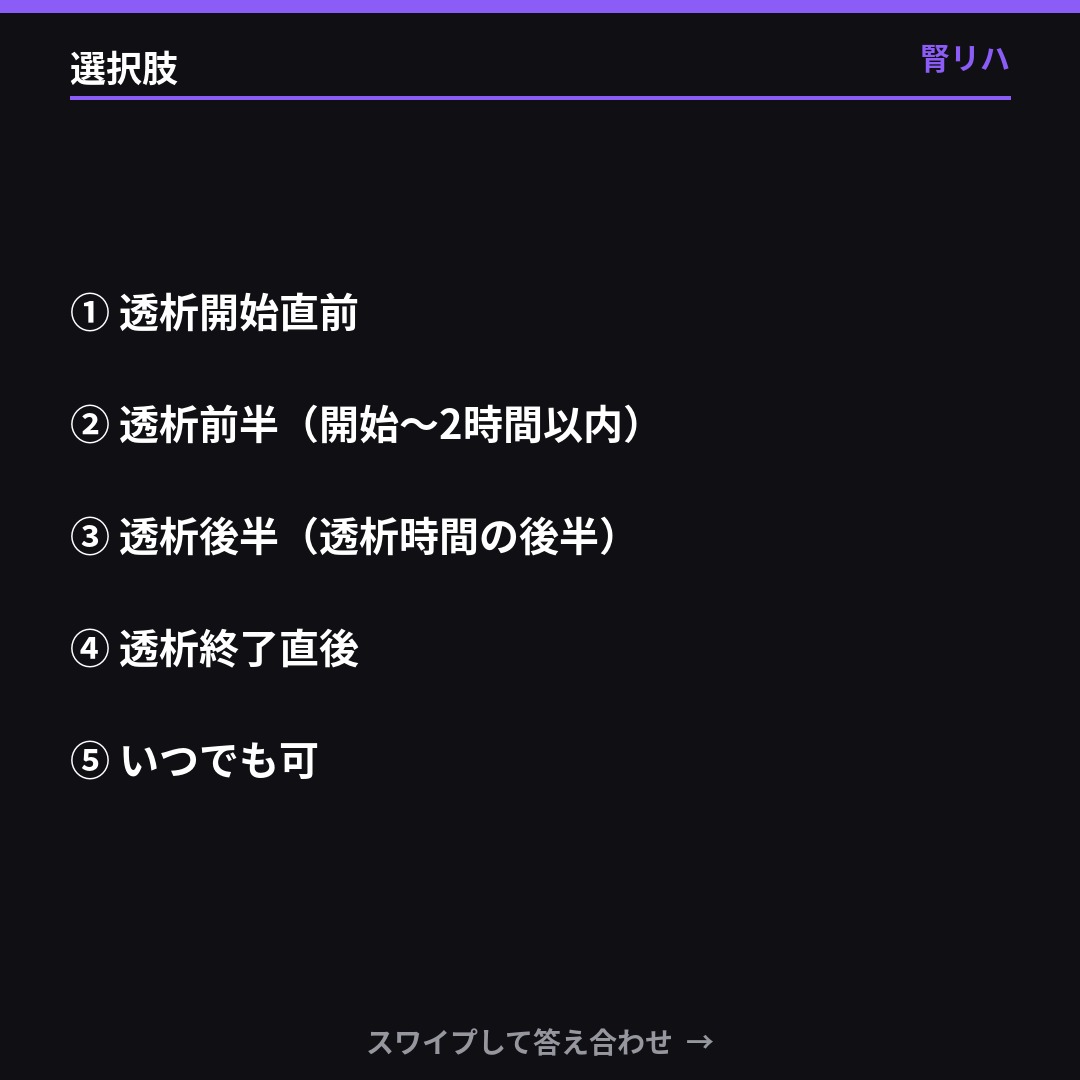 選択肢
腎リハ
① 透析開始直前
② 透析前半（開始〜2時間以内）
③ 透析後半（透析時間の後半）
④ 透析終了直後
⑤ いつでも可
スワイプして答え合わせ →